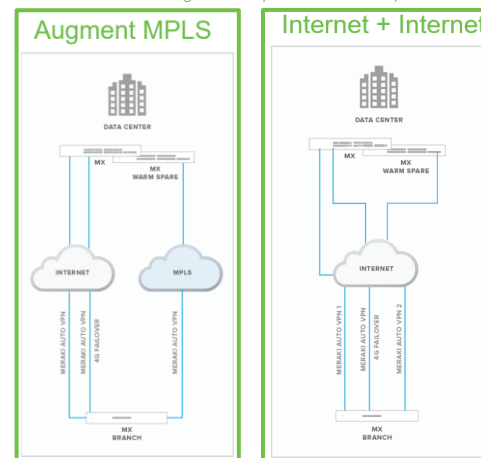 Augment MPLS
DATA CENTER
MX
MX
WARM SPARE
INTERNET
MPLS
MERAKI AUTO VPN
MERAKI AUTO VPN
4G FAILOVER
MERAKI AUTO VPN
MX
BRANCH
Internet + Internet
DATA CENTER
MX
MX
WARM SPARE
INTERNET
MERAKI AUTO VPN 1
MERAKI AUTO VPN
4G FAILOVER
MERAKI AUTO VPN 2
MX
BRANCH